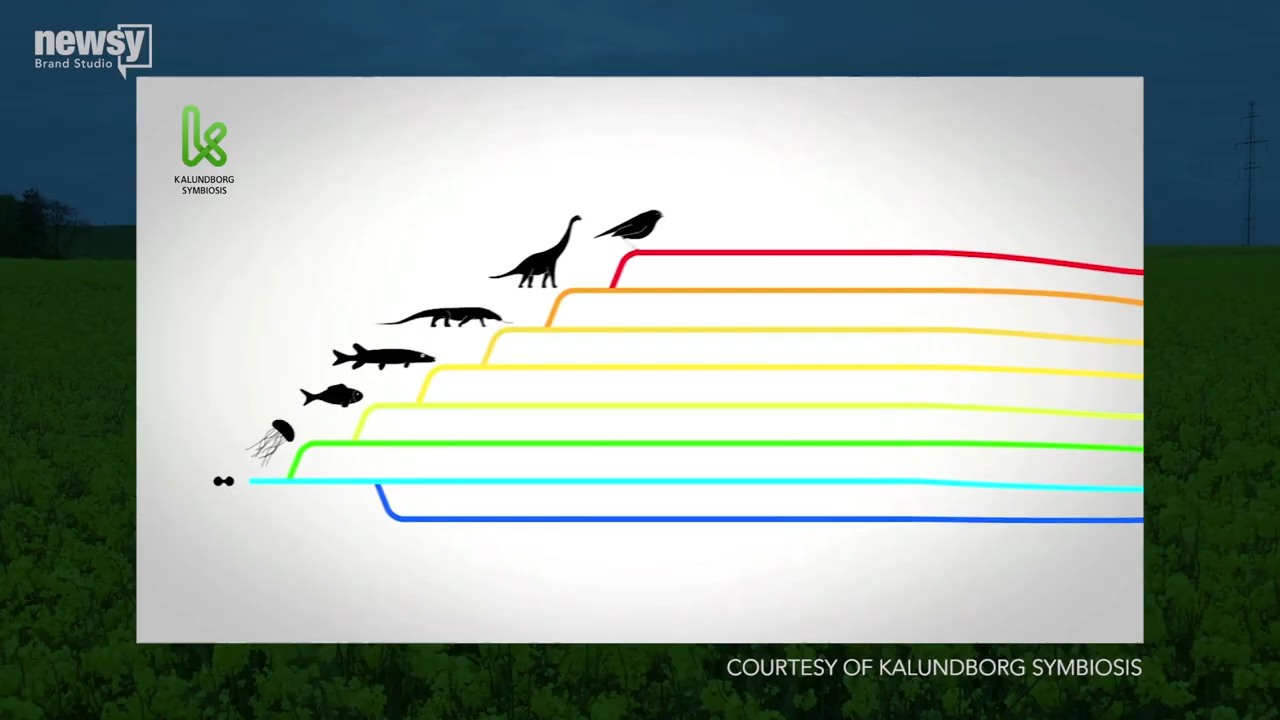 newsy
Brand Studio
KALUNDBORG
SYMBIOSIS
COURTESY OF KALUNDBORG SYMBIOSIS